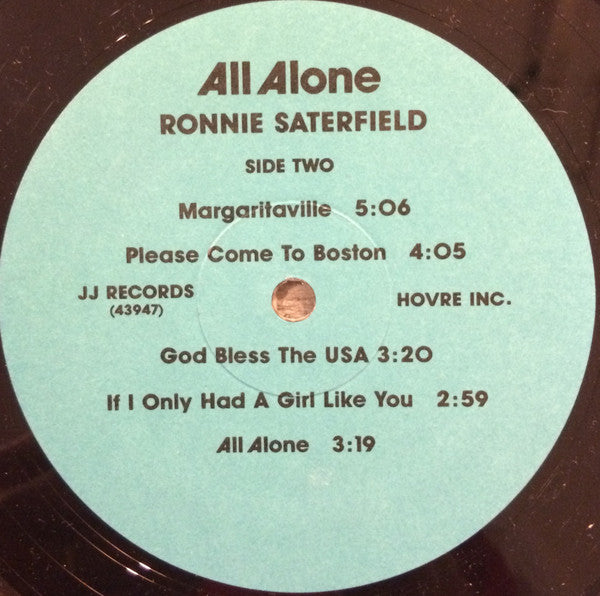 All Alone
RONNIE SATERFIELD
SIDE TWO
Margaritaville 5:06
Please Come To Boston 4:05
JJ RECORDS
(43947)
HOVRE INC.
God Bless The USA 3:20
If I Only Had A Girl Like You 2:59
All Alone 3:19